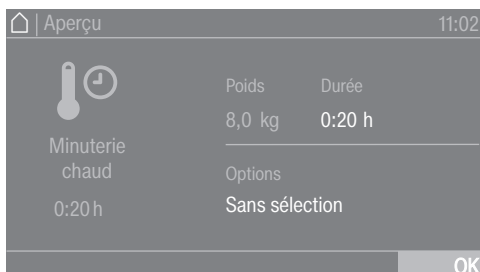 | Aperçu 11:02
Poids Durée
8,0 kg 0:20 h
Minuterie
chaud
0:20 h
Options
Sans sélection
OK